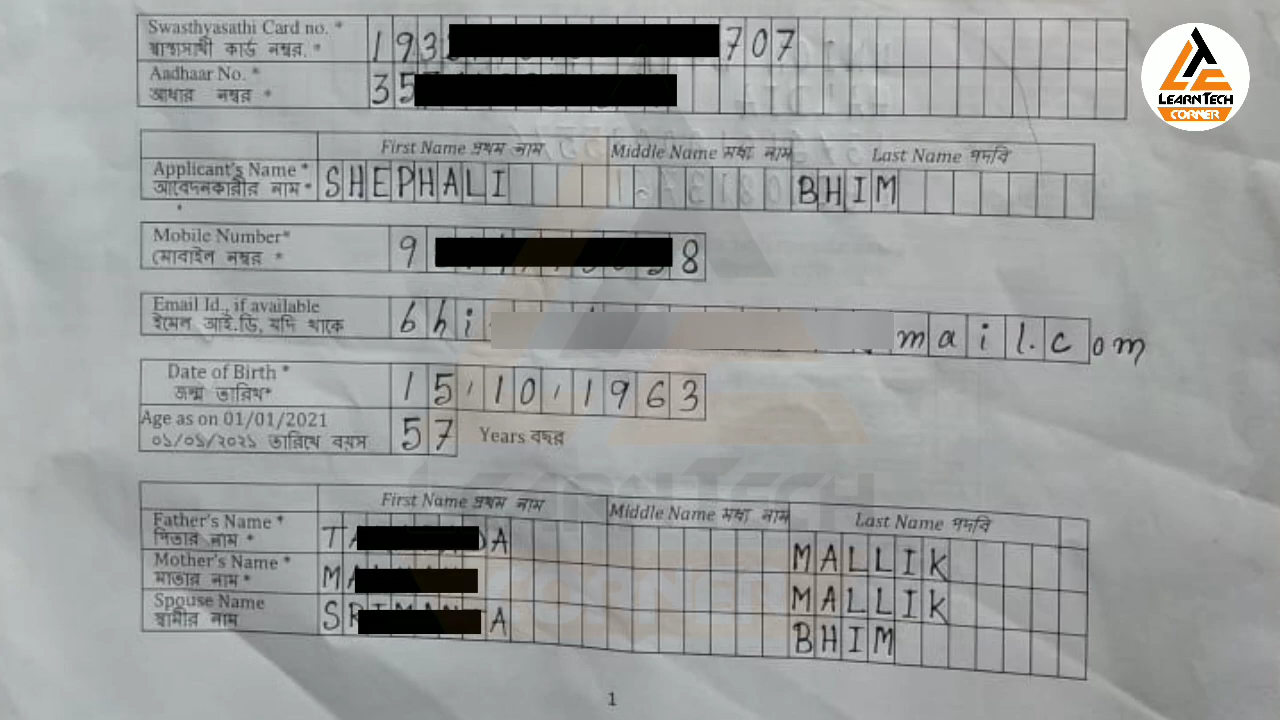 Swasthyasathi Card no. *
স্বাস্থ্যসাথী কার্ড নম্বর. *
193 707
Aadhaar No. *
আধার নম্বর *
35
LEARNTECH
CORNER
First Name প্রথম নাম Middle Name মধ্য নাম Last Name পদবি
Applicant's Name *
আবেদনকারীর নাম *
SHEPHALI BHIM
Mobile Number*
মোবাইল নম্বর *
9 8
Email Id., if available
ইমেল আই.ডি, যদি থাকে
bhi mail.com
Date of Birth *
জন্ম তারিখ*
15.10.1963
Age as on 01/01/2021
০১/০১/২০২১ তারিখে বয়স
57 Years বছর
First Name প্রথম নাম Middle Name মধ্য নাম Last Name পদবি
Father's Name *
পিতার নাম *
T A MALLIK
Mother's Name *
মাতার নাম *
MA MALLIK
Spouse Name
স্বামীর নাম
S A BHIM
LEARNTECH
CORNER
1